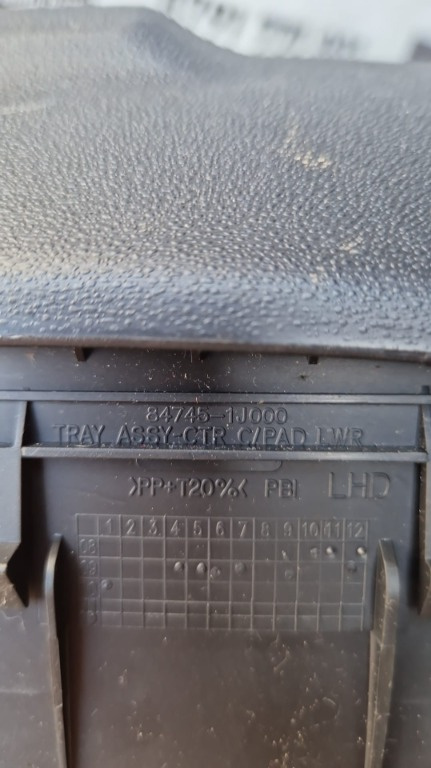 84745-1J000
TRAY ASSY-CTR C/PAD LWR
>PP+T20%< PBI LHD
1 2 3 4 5 6 7 8 9 10 11 12